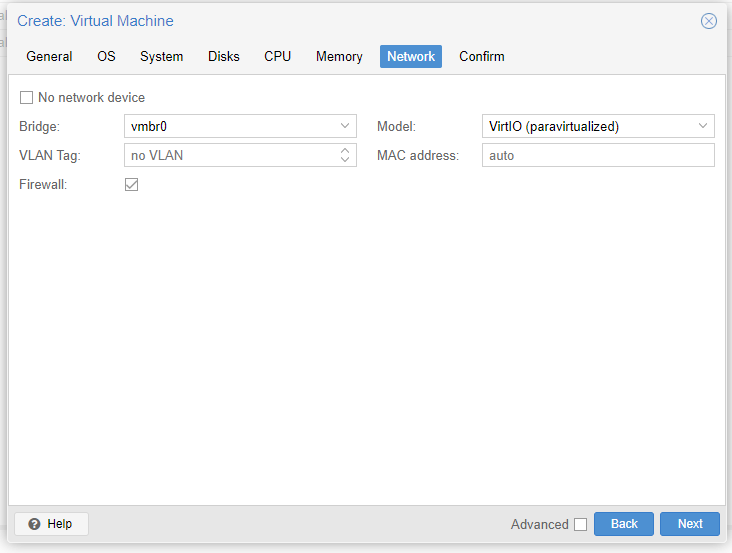 Create: Virtual Machine
General OS System Disks CPU Memory Network Confirm
No network device
Bridge: vmbr0 Model: VirtIO (paravirtualized)
VLAN Tag: no VLAN MAC address: auto
Firewall:
Help Advanced Back Next